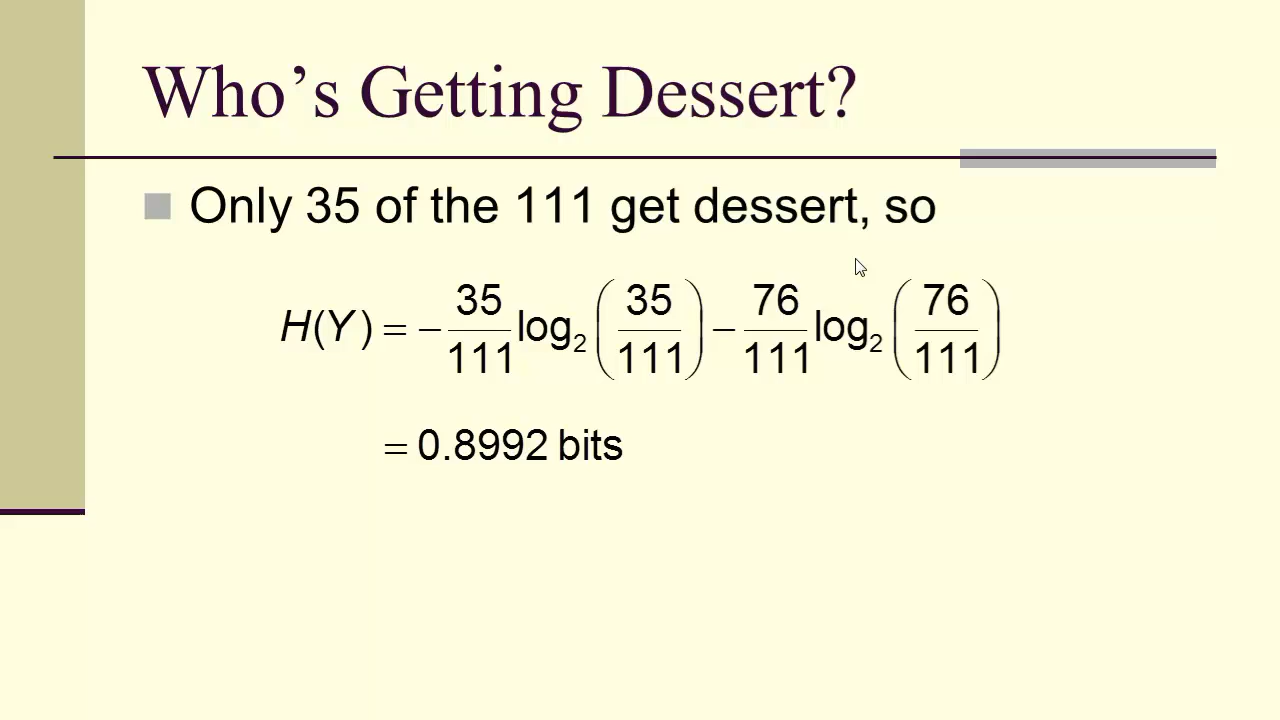 Who's Getting Dessert?
Only 35 of the 111 get dessert, so
H(Y) = − 35/111 log₂ (35/111) − 76/111 log₂ (76/111)
= 0.8992 bits